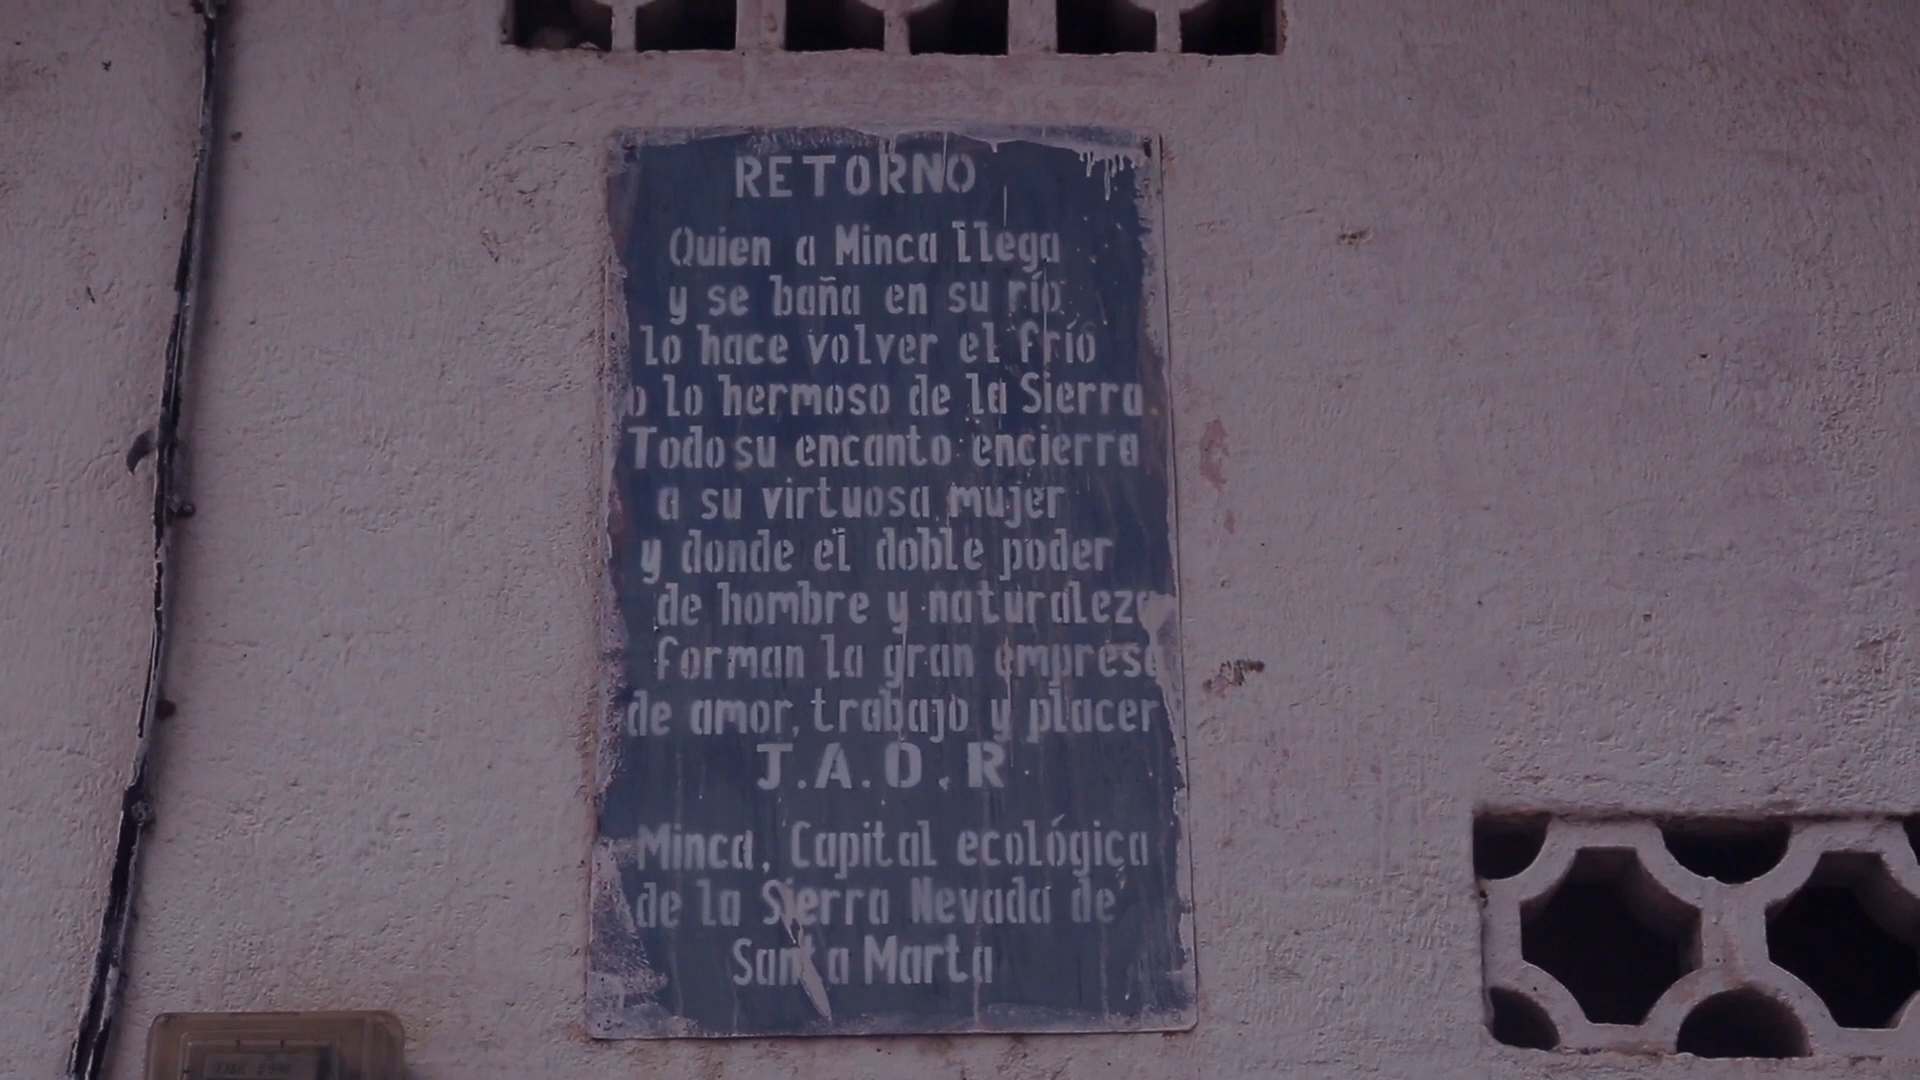 RETORNO
Quien a Minca llega
y se baña en su río
lo hace volver el frío
o lo hermoso de la Sierra.
Todo su encanto encierra
a su virtuosa mujer
y donde el doble poder
de hombre y naturaleza
forman la gran empresa
de amor, trabajo y placer
J.A.O.R
Minca, Capital ecológica
de la Sierra Nevada de
Santa Marta